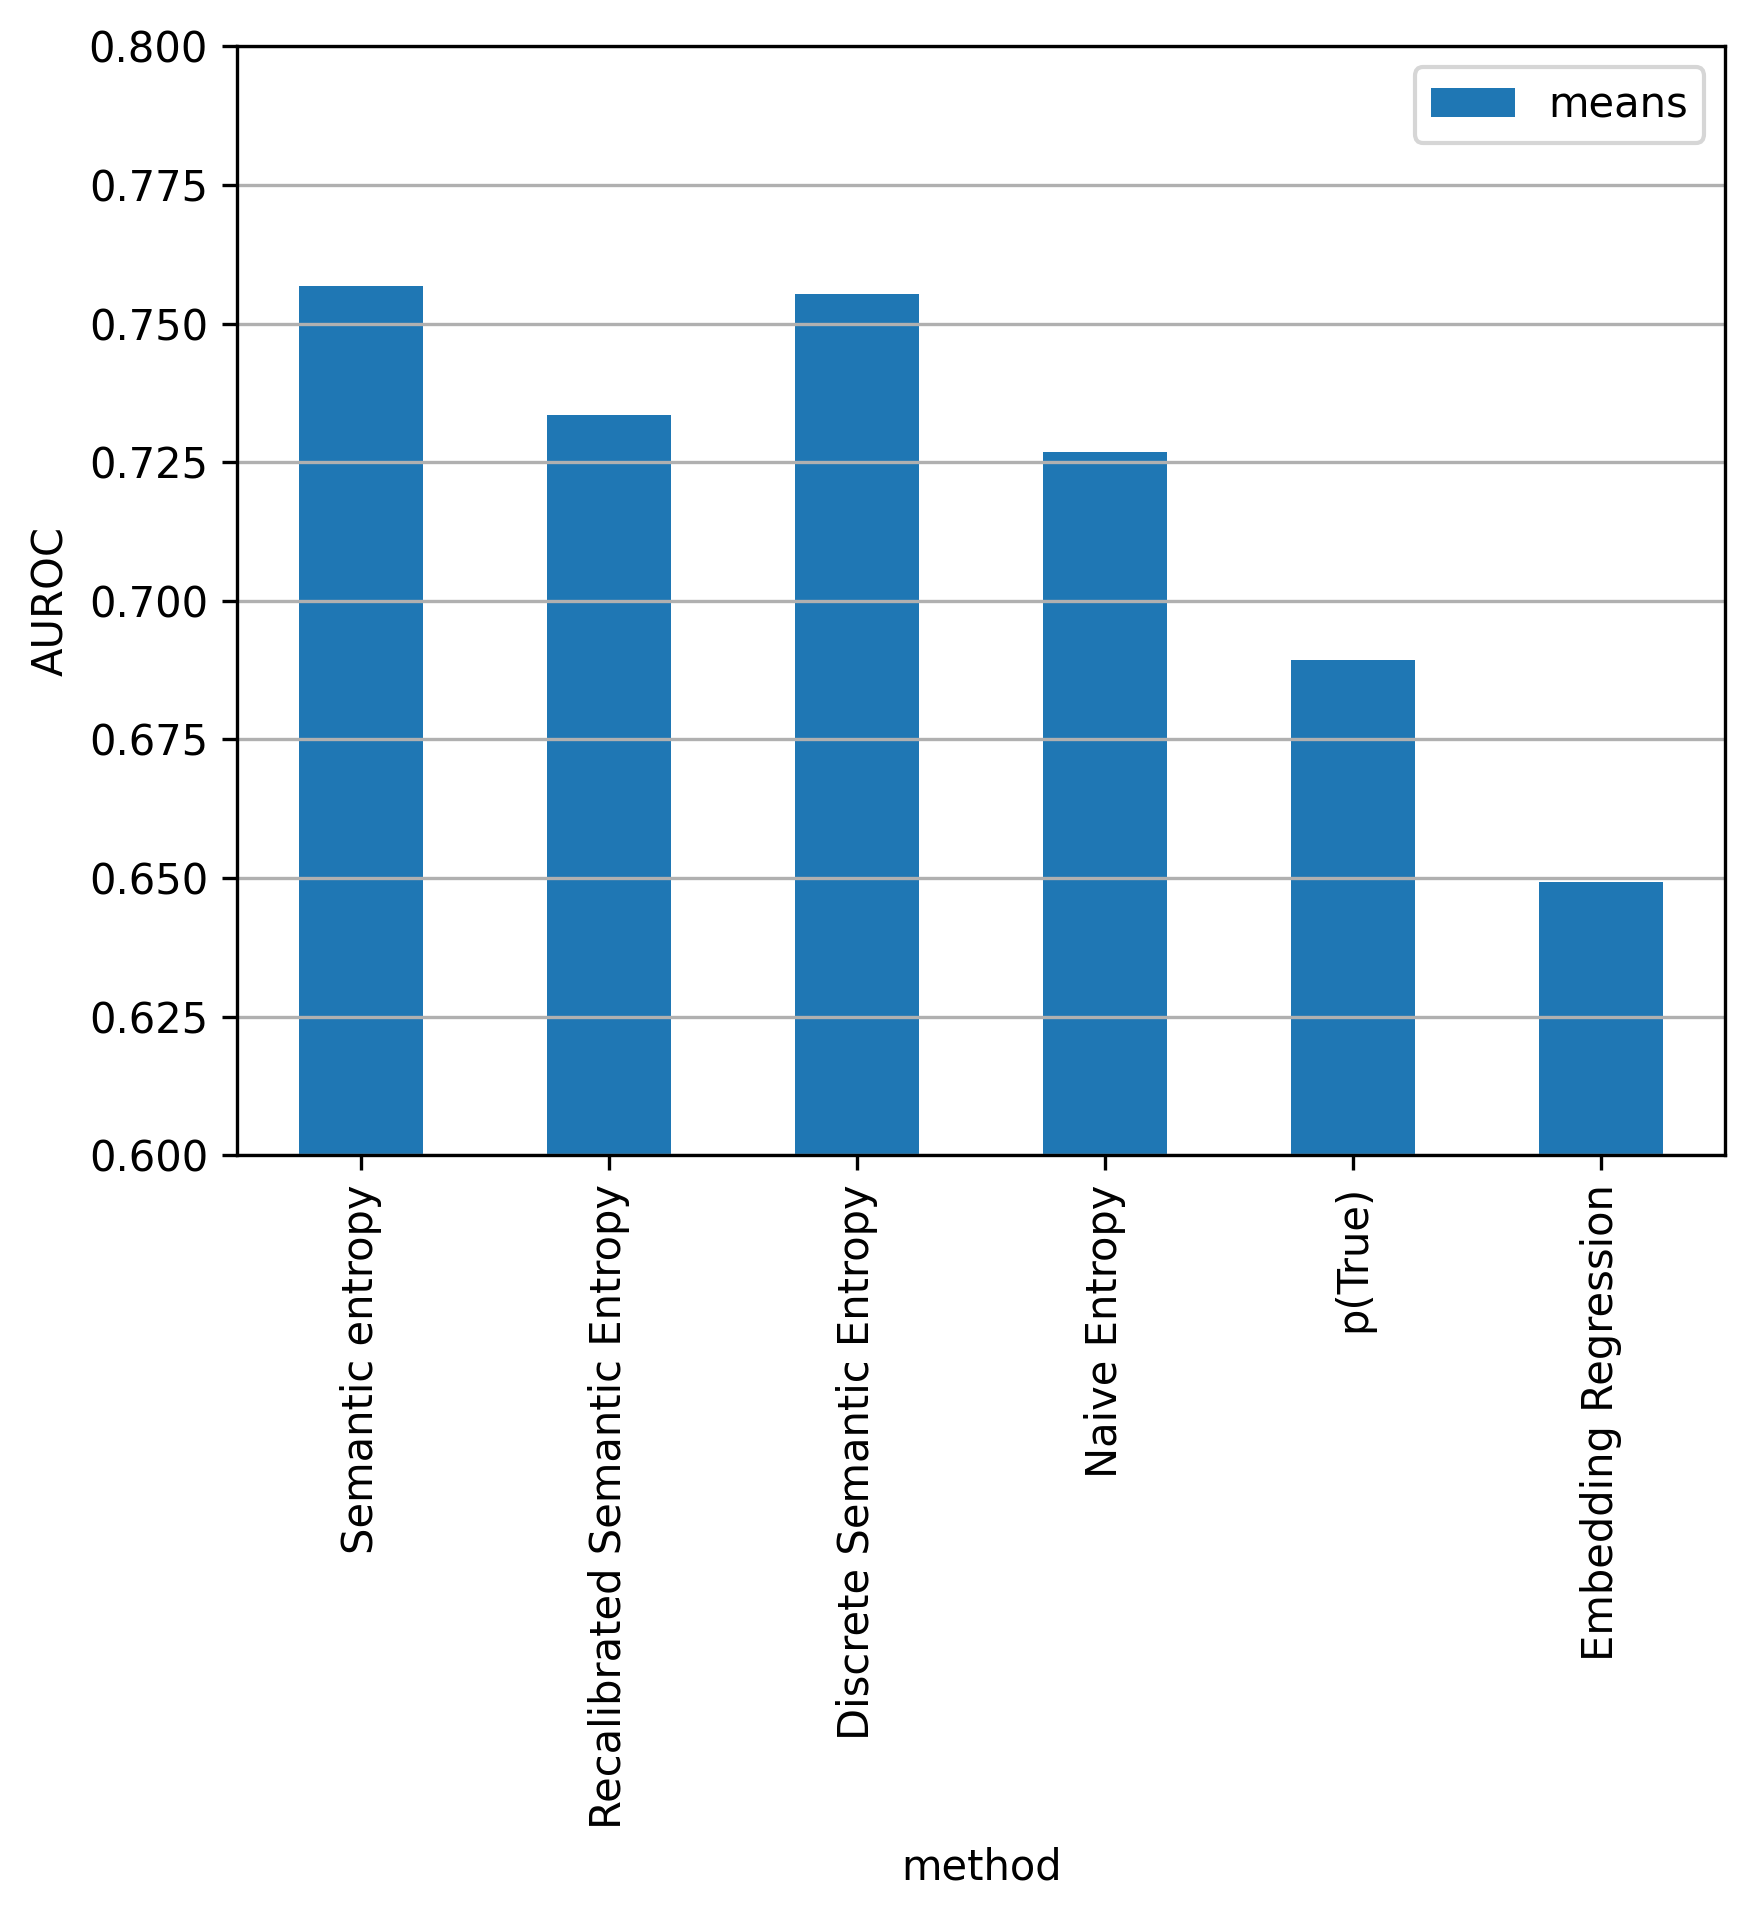 0.800
0.775
0.750
0.725
0.700
0.675
0.650
0.625
0.600
AUROC
means
Semantic entropy
Recalibrated Semantic Entropy
Discrete Semantic Entropy
Naive Entropy
p(True)
Embedding Regression
method